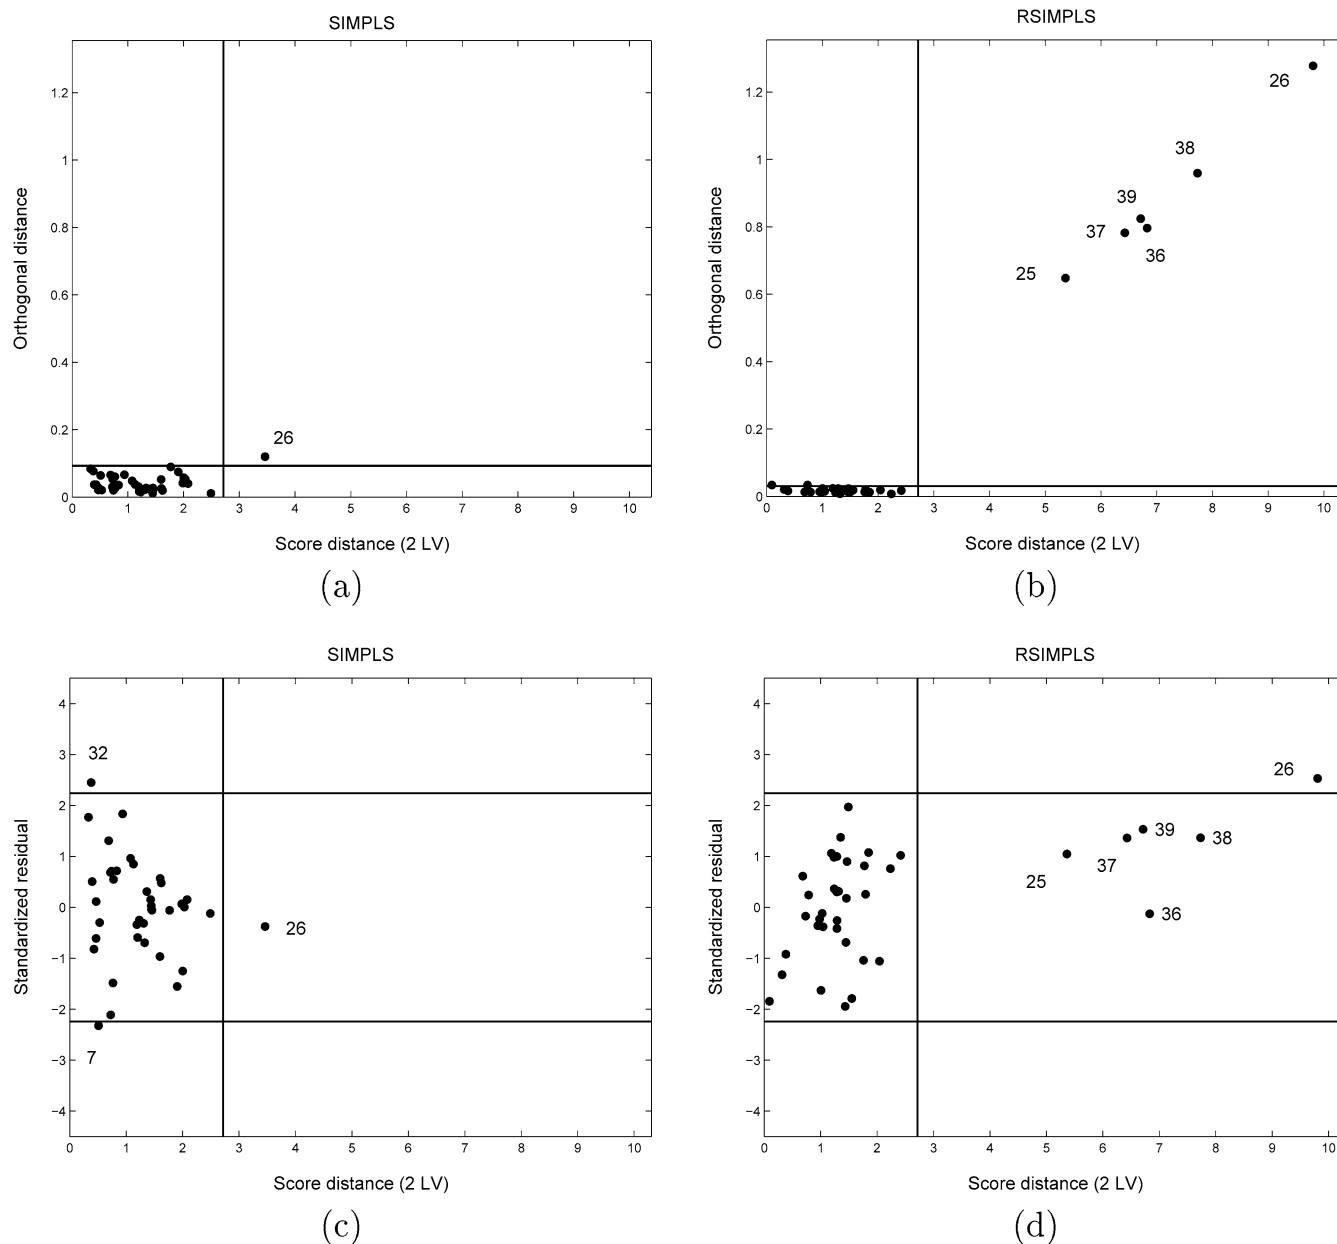 SIMPLS
1.2
1
0.8
0.6
0.4
0.2
0
Orthogonal distance
26
0 1 2 3 4 5 6 7 8 9 10
Score distance (2 LV)
(a)
RSIMPLS
1.2
1
0.8
0.6
0.4
0.2
0
Orthogonal distance
26
38
39
37
36
25
0 1 2 3 4 5 6 7 8 9 10
Score distance (2 LV)
(b)
SIMPLS
4
3
2
1
0
−1
−2
−3
−4
Standardized residual
32
26
7
0 1 2 3 4 5 6 7 8 9 10
Score distance (2 LV)
(c)
RSIMPLS
4
3
2
1
0
−1
−2
−3
−4
Standardized residual
26
39
38
37
25
36
0 1 2 3 4 5 6 7 8 9 10
Score distance (2 LV)
(d)